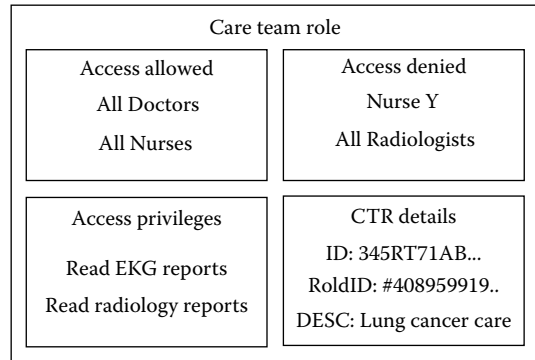 Care team role
Access allowed
All Doctors
All Nurses
Access denied
Nurse Y
All Radiologists
Access privileges
Read EKG reports
Read radiology reports
CTR details
ID: 345RT71AB...
RoldID: #408959919..
DESC: Lung cancer care